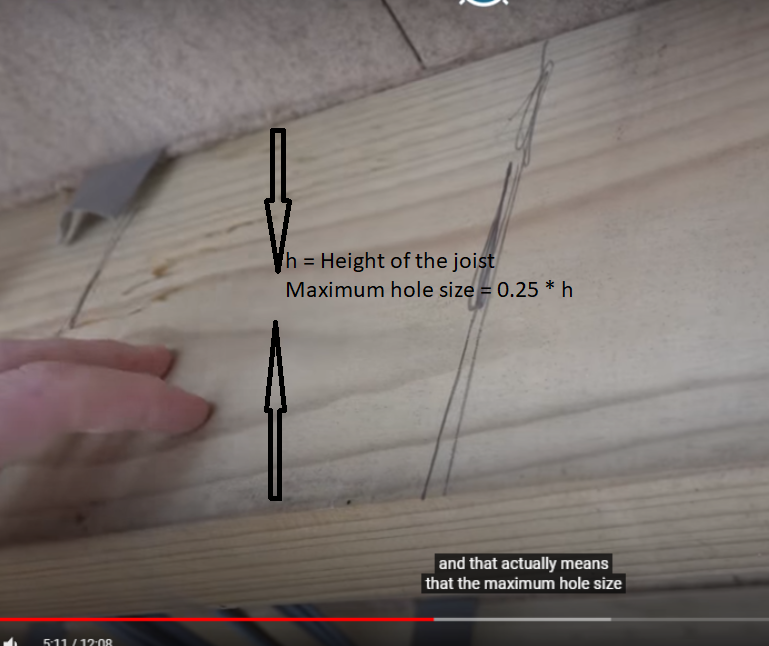 h = Height of the joist
Maximum hole size = 0.25 * h
and that actually means
that the maximum hole size
5:11 / 12:08